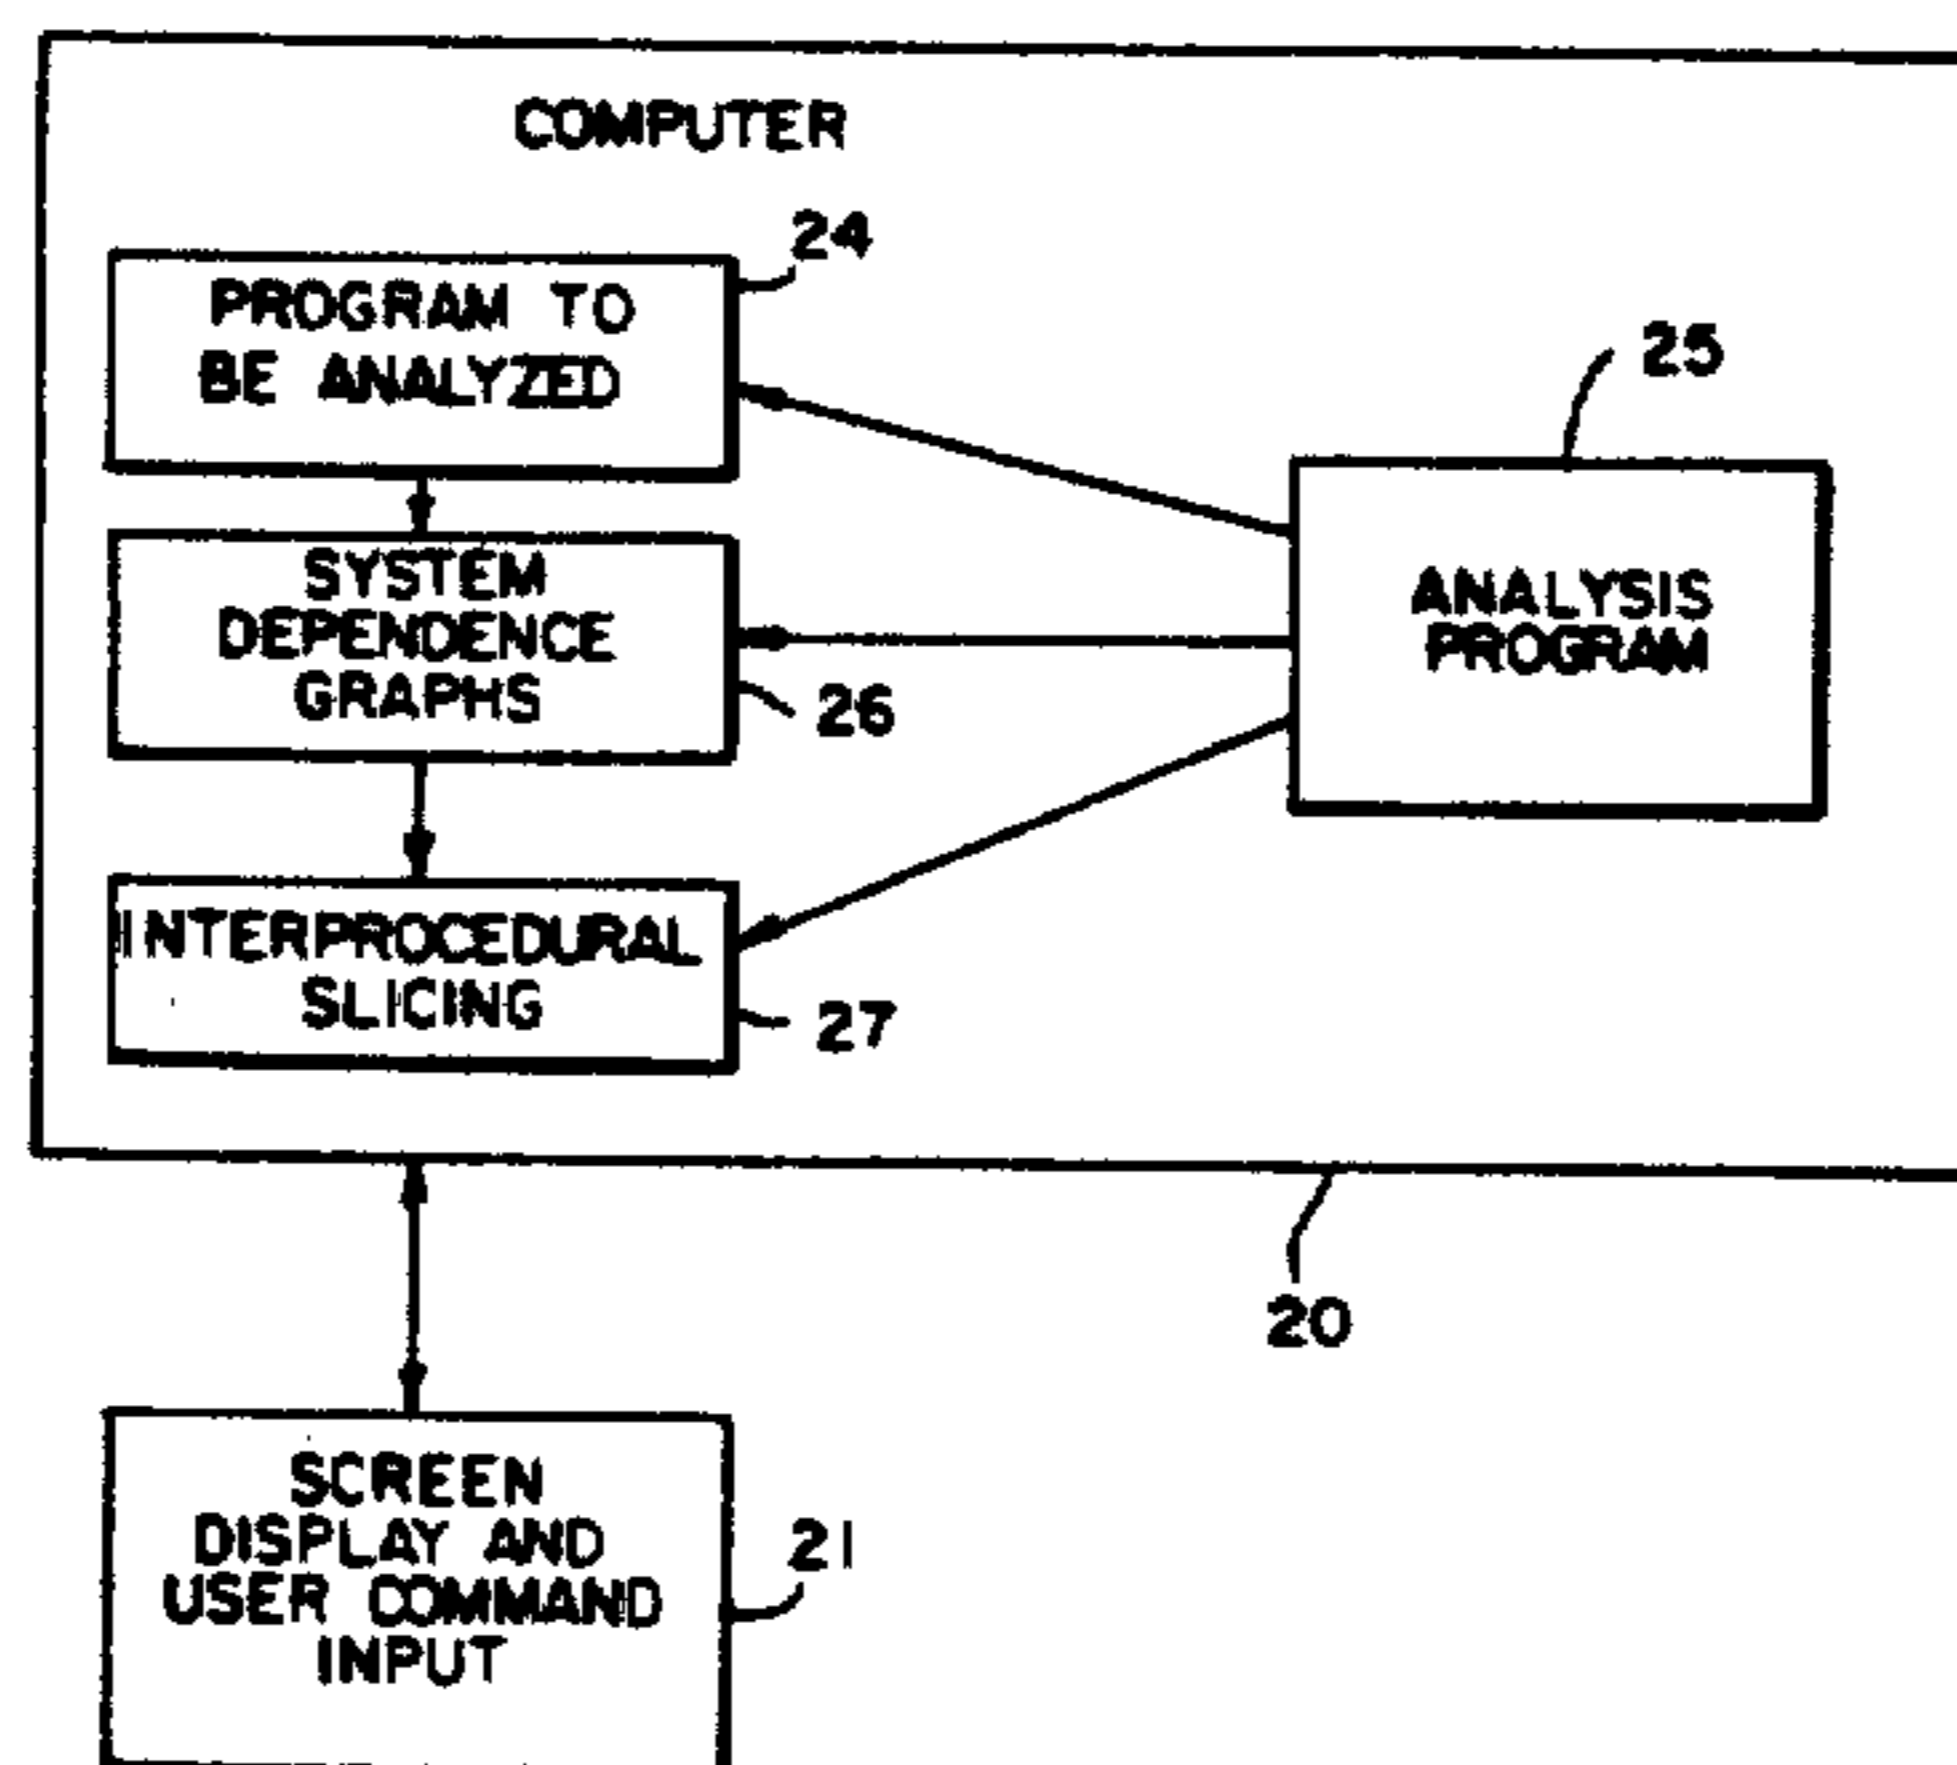 COMPUTER
24
PROGRAM TO
BE ANALYZED
25
SYSTEM
DEPENDENCE
GRAPHS
26
ANALYSIS
PROGRAM
INTERPROCEDURAL
SLICING
27
20
SCREEN
DISPLAY AND
USER COMMAND
INPUT
21